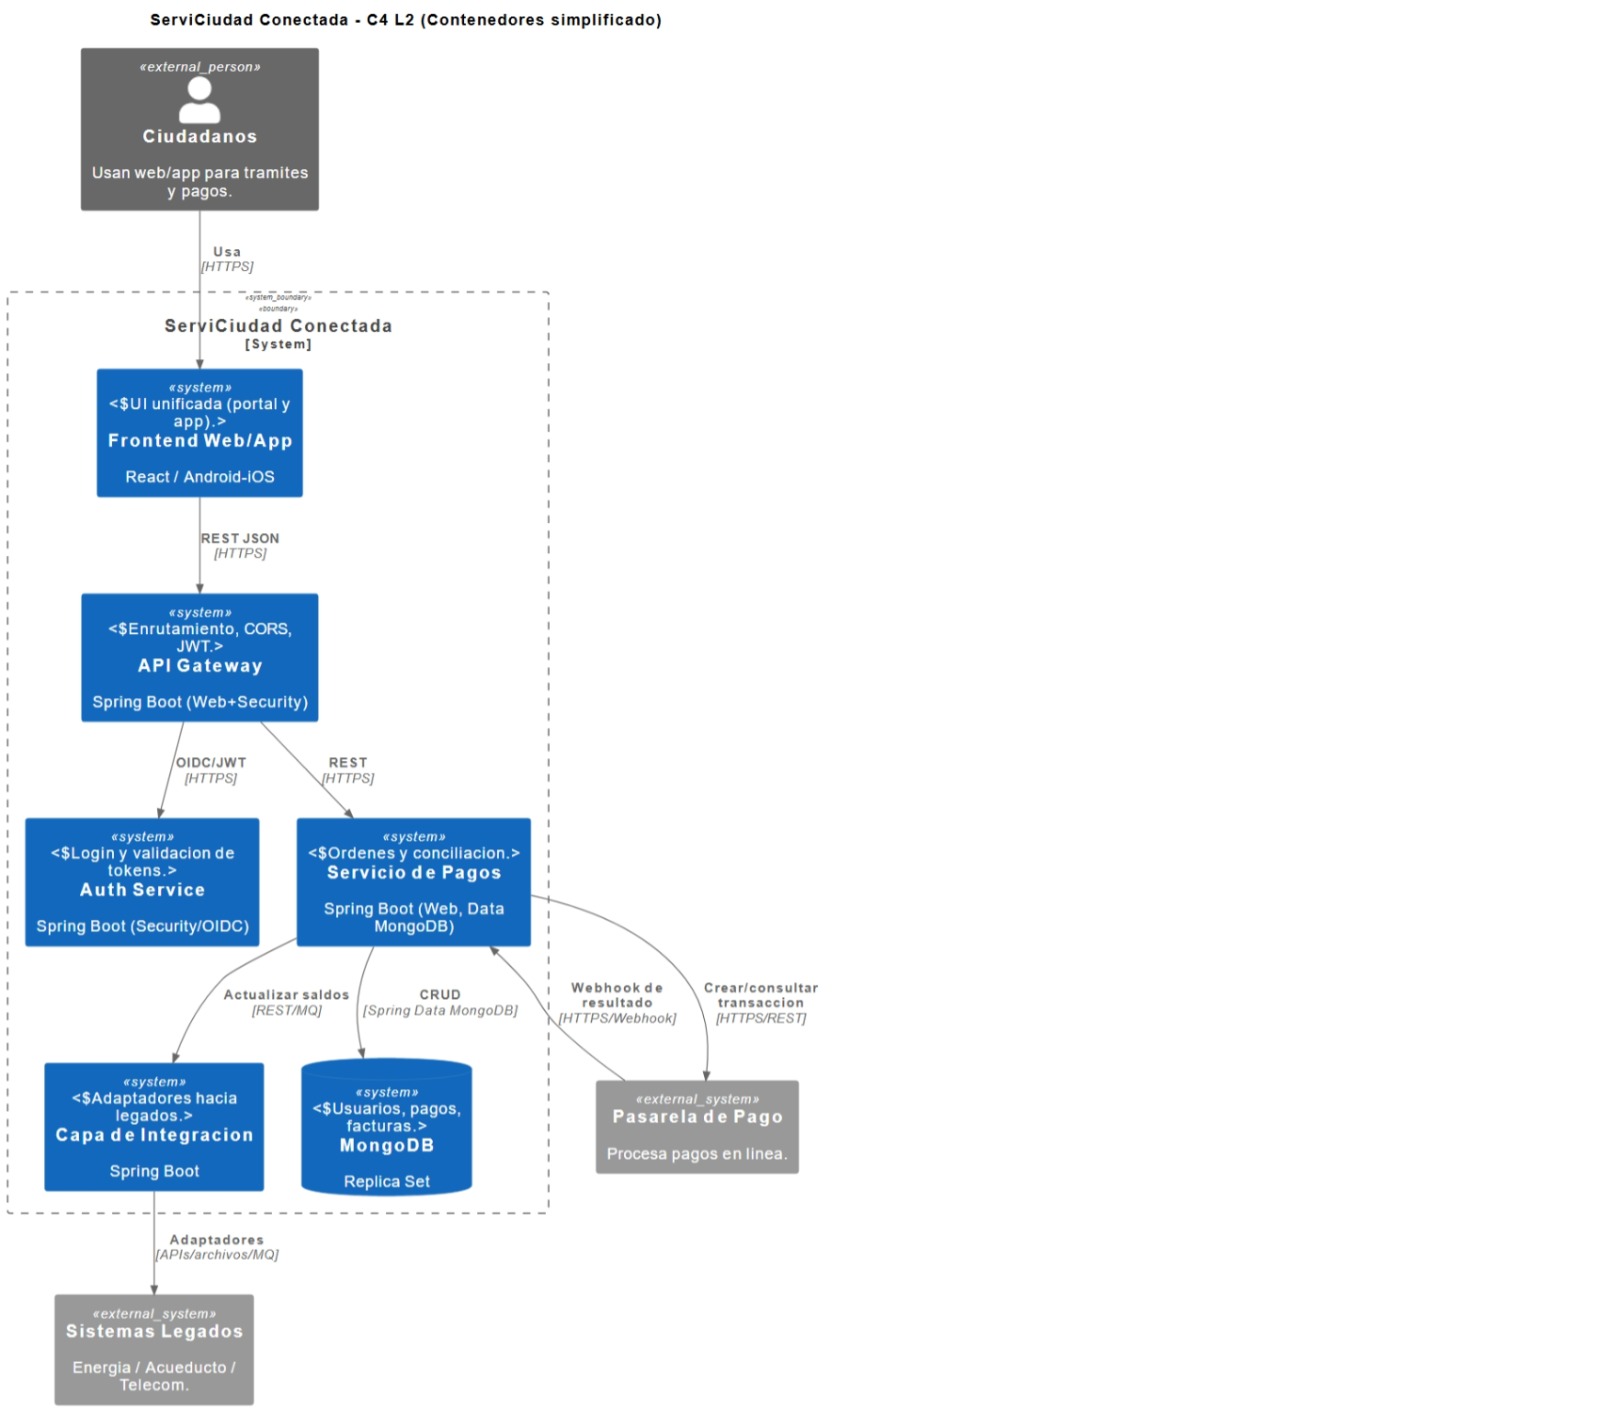 ServiCiudad Conectada - C4 L2 (Contenedores simplificado)
«external_person»
Ciudadanos
Usan web/app para tramites
y pagos.
Usa
[HTTPS]
«system_boundary»
«boundary»
ServiCiudad Conectada
[System]
«system»
<$UI unificada (portal y
app).>
Frontend Web/App
React / Android-iOS
REST JSON
[HTTPS]
«system»
<$Enrutamiento, CORS,
JWT.>
API Gateway
Spring Boot (Web+Security)
OIDC/JWT
[HTTPS]
REST
[HTTPS]
«system»
<$Login y validacion de
tokens.>
Auth Service
Spring Boot (Security/OIDC)
«system»
<$Ordenes y conciliacion.>
Servicio de Pagos
Spring Boot (Web, Data
MongoDB)
Actualizar saldos
[REST/MQ]
CRUD
[Spring Data MongoDB]
Webhook de
resultado
[HTTPS/Webhook]
Crear/consultar
transaccion
[HTTPS/REST]
«system»
<$Adaptadores hacia
legados.>
Capa de Integracion
Spring Boot
«system»
<$Usuarios, pagos,
facturas.>
MongoDB
Replica Set
«external_system»
Pasarela de Pago
Procesa pagos en linea.
Adaptadores
[APIs/archivos/MQ]
«external_system»
Sistemas Legados
Energia / Acueducto /
Telecom.